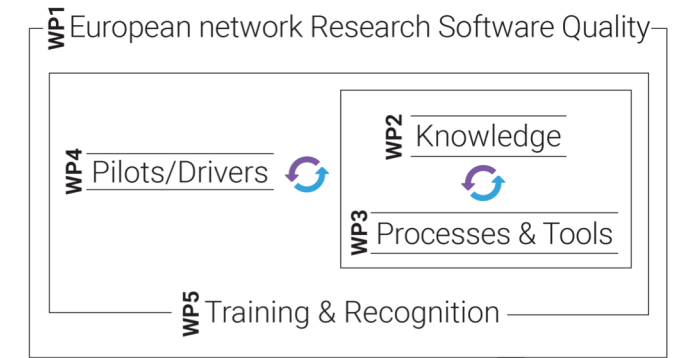 WP1 European network Research Software Quality
WP2 Knowledge
WP4 Pilots/Drivers
WP3 Processes & Tools
WP5 Training & Recognition